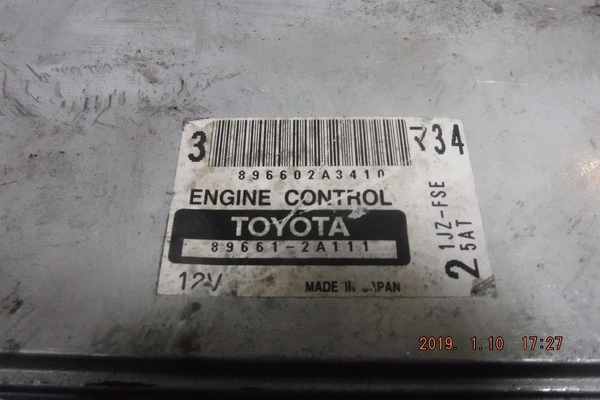 3
R34
896602A3410
ENGINE CONTROL
TOYOTA
89661-2A111
12V
MADE IN JAPAN
2
1JZ-FSE
5AT
2019. 1.10 17:27